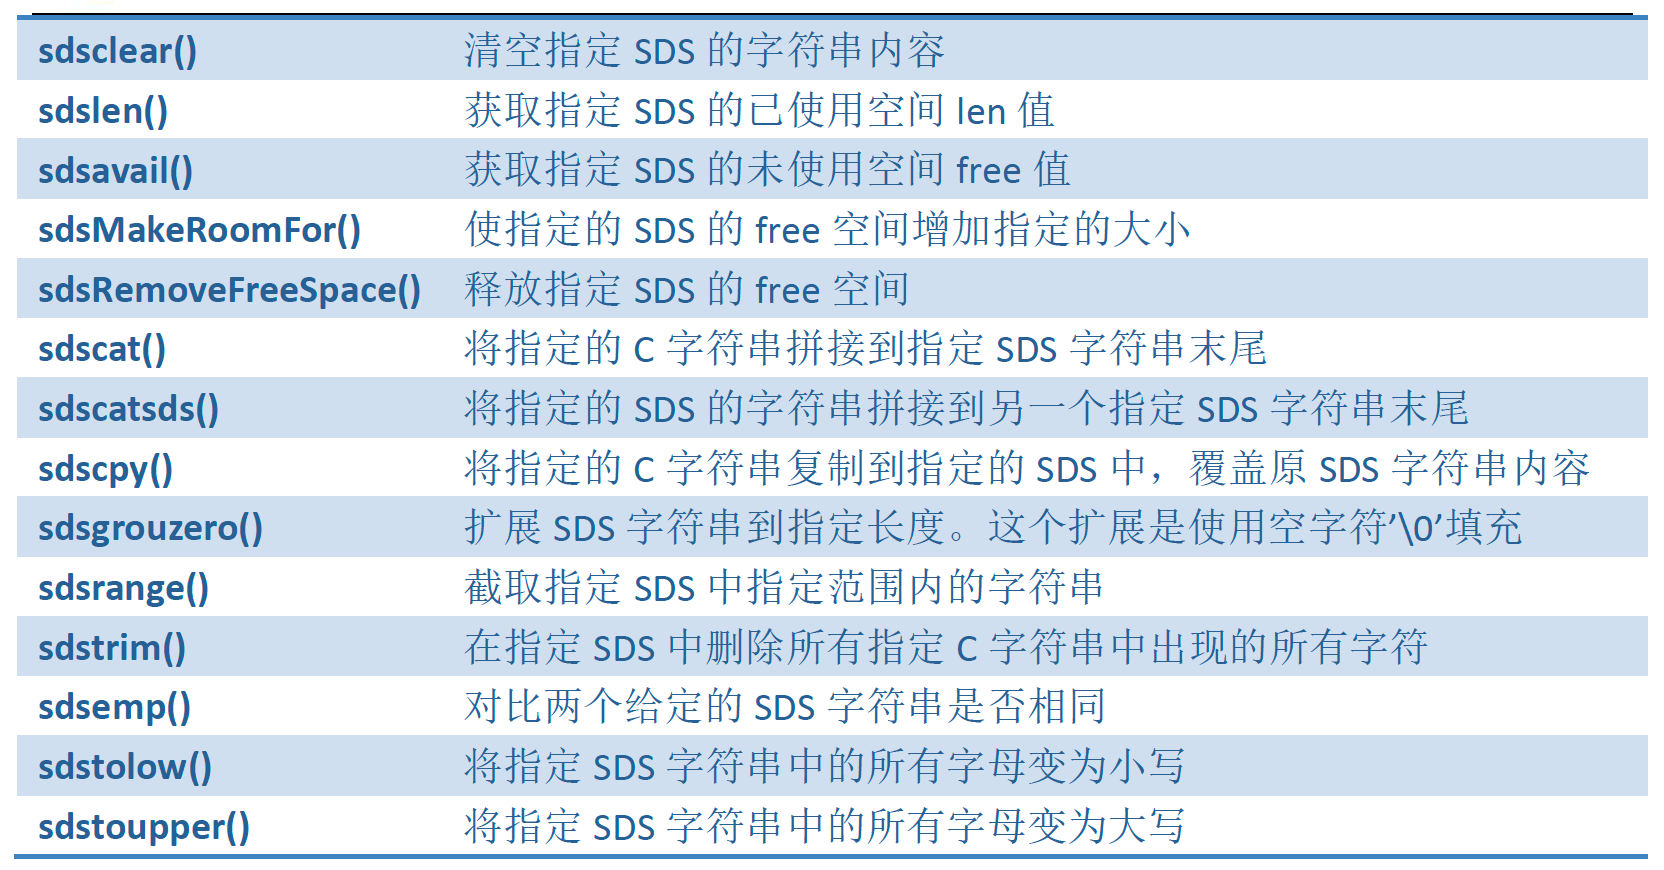 sdsclear() 清空指定 SDS 的字符串内容
sdslen() 获取指定 SDS 的已使用空间 len 值
sdsavail() 获取指定 SDS 的未使用空间 free 值
sdsMakeRoomFor() 使指定的 SDS 的 free 空间增加指定的大小
sdsRemoveFreeSpace() 释放指定 SDS 的 free 空间
sdscat() 将指定的 C 字符串拼接到指定 SDS 字符串末尾
sdscatsds() 将指定的 SDS 的字符串拼接到另一个指定 SDS 字符串末尾
sdscpy() 将指定的 C 字符串复制到指定的 SDS 中，覆盖原 SDS 字符串内容
sdsgrouzero() 扩展 SDS 字符串到指定长度。这个扩展是使用空字符’\0’填充
sdsrange() 截取指定 SDS 中指定范围内的字符串
sdstrim() 在指定 SDS 中删除所有指定 C 字符串中出现的所有字符
sdsemp() 对比两个给定的 SDS 字符串是否相同
sdstolow() 将指定 SDS 字符串中的所有字母变为小写
sdstoupper() 将指定 SDS 字符串中的所有字母变为大写